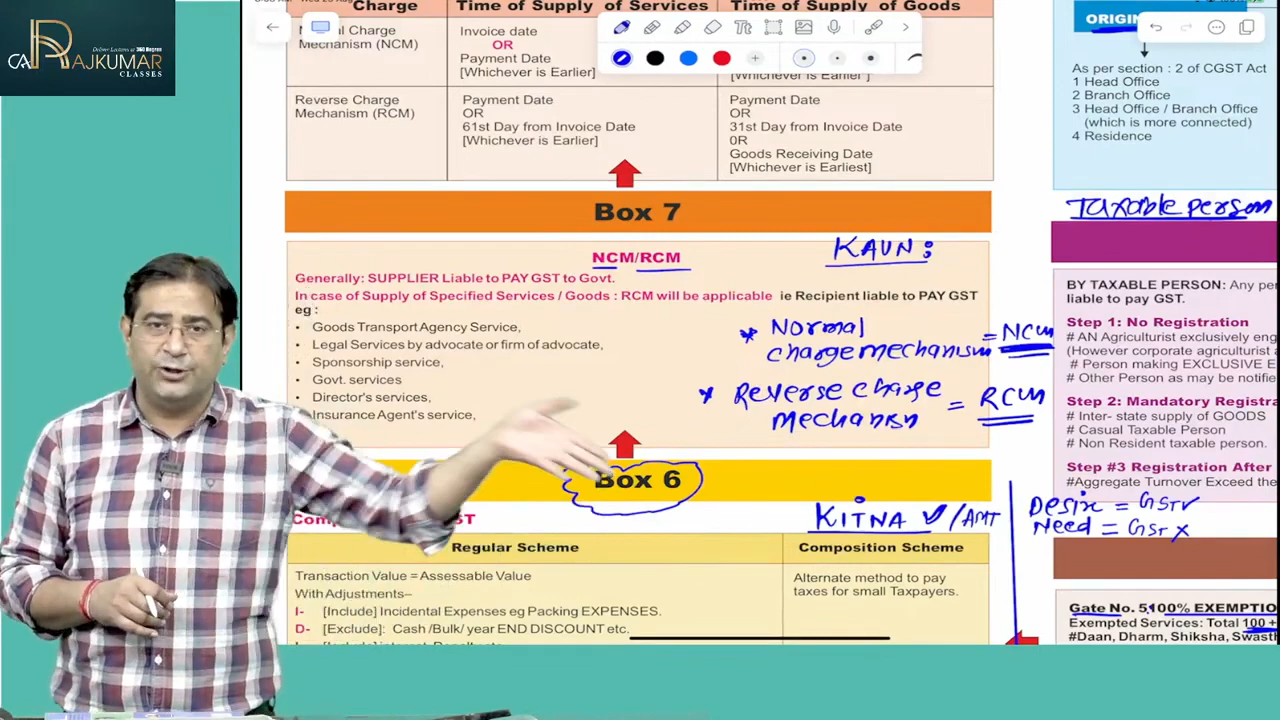 Deliver Lectures at 360 Degree
CA RAJKUMAR
CLASSES
Charge
Time of Supply of Services
Time of Supply of Goods
Charge
Mechanism (NCM)
Invoice date
OR
Payment Date
[Whichever is Earlier]
[Whichever is Earlier]
Reverse Charge
Mechanism (RCM)
Payment Date
OR
61st Day from Invoice Date
[Whichever is Earlier]
Payment Date
OR
31st Day from Invoice Date
0R
Goods Receiving Date
[Whichever is Earliest]
Box 7
NCM/RCM
KAUN:
Generally: SUPPLIER Liable to PAY GST to Govt.
In case of Supply of Specified Services / Goods : RCM will be applicable ie Recipient liable to PAY GST
eg :
• Goods Transport Agency Service,
• Legal Services by advocate or firm of advocate,
• Sponsorship service,
• Govt. services
• Director's services,
Insurance Agent's service,
* Normal
chargemechanism = NCM
* Reverse charge
mechanism = RCM
Box 6
KITNA ✓/AMT
Regular Scheme
Composition Scheme
Transaction Value = Assessable Value
With Adjustments–
I- [Include] Incidental Expenses eg Packing EXPENSES.
D- [Exclude]: Cash /Bulk/ year END DISCOUNT etc.
Alternate method to pay
taxes for small Taxpayers.
ORIGIN
As per section : 2 of CGST Act
1 Head Office
2 Branch Office
3 Head Office / Branch Office
(which is more connected)
4 Residence
Taxable person
BY TAXABLE PERSON: Any
liable to pay GST.
Step 1: No Registration
# AN Agriculturist exclusively
(However corporate agriculturist
# Person making EXCLUSIVE
# Other Person as may be
Step 2: Mandatory
# Inter- state supply of GOODS
# Casual Taxable Person
# Non Resident taxable person.
Step #3 Registration After
#Aggregate Turnover Exceed
Desire = GST✓
Need = GST X
Gate No. 5,100%
Exempted Services: Total 100 +
#Daan, Dharm, Shiksha,